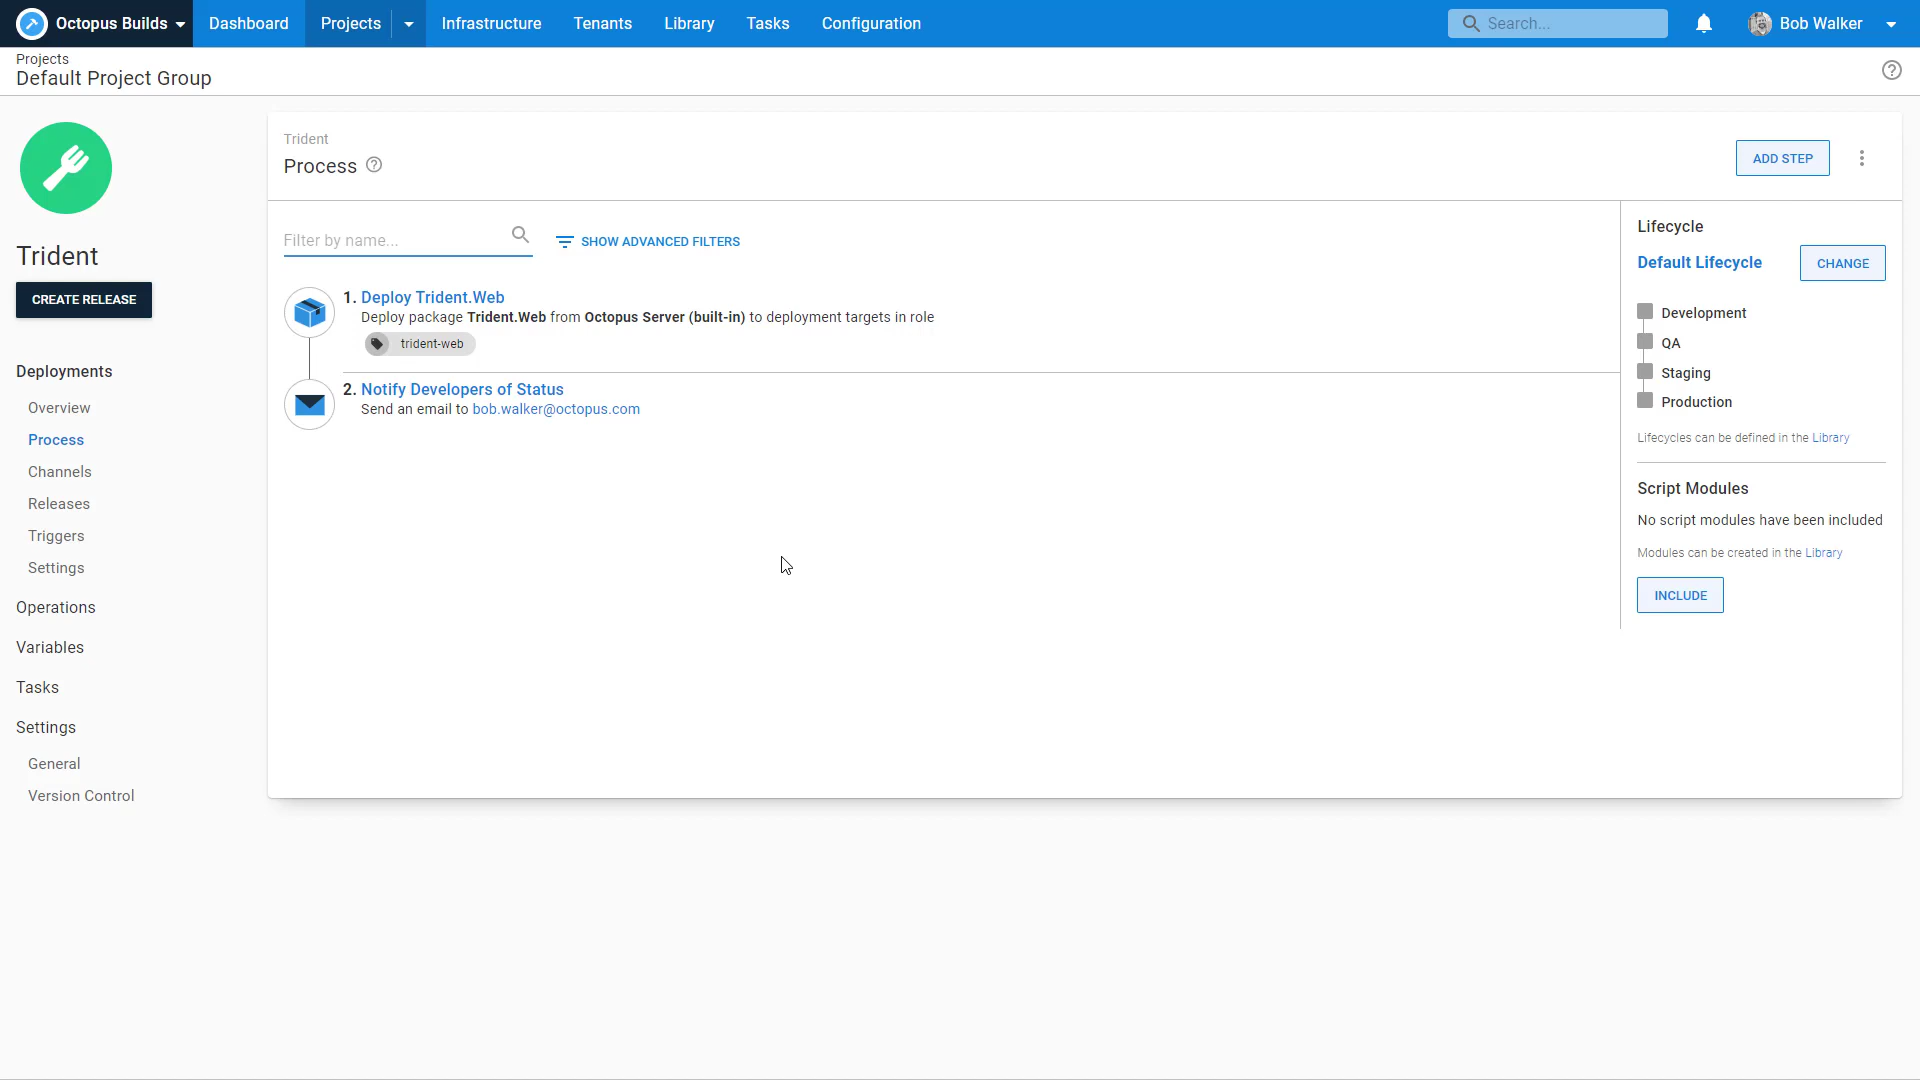 Octopus Builds
Dashboard
Projects
Infrastructure
Tenants
Library
Tasks
Configuration
Search...
Bob Walker
Projects
Default Project Group
Trident
CREATE RELEASE
Deployments
Overview
Process
Channels
Releases
Triggers
Settings
Operations
Variables
Tasks
Settings
General
Version Control
Trident
Process
ADD STEP
Filter by name...
SHOW ADVANCED FILTERS
1. Deploy Trident.Web
Deploy package Trident.Web from Octopus Server (built-in) to deployment targets in role
trident-web
2. Notify Developers of Status
Send an email to bob.walker@octopus.com
Lifecycle
Default Lifecycle
CHANGE
Development
QA
Staging
Production
Lifecycles can be defined in the Library
Script Modules
No script modules have been included
Modules can be created in the Library
INCLUDE